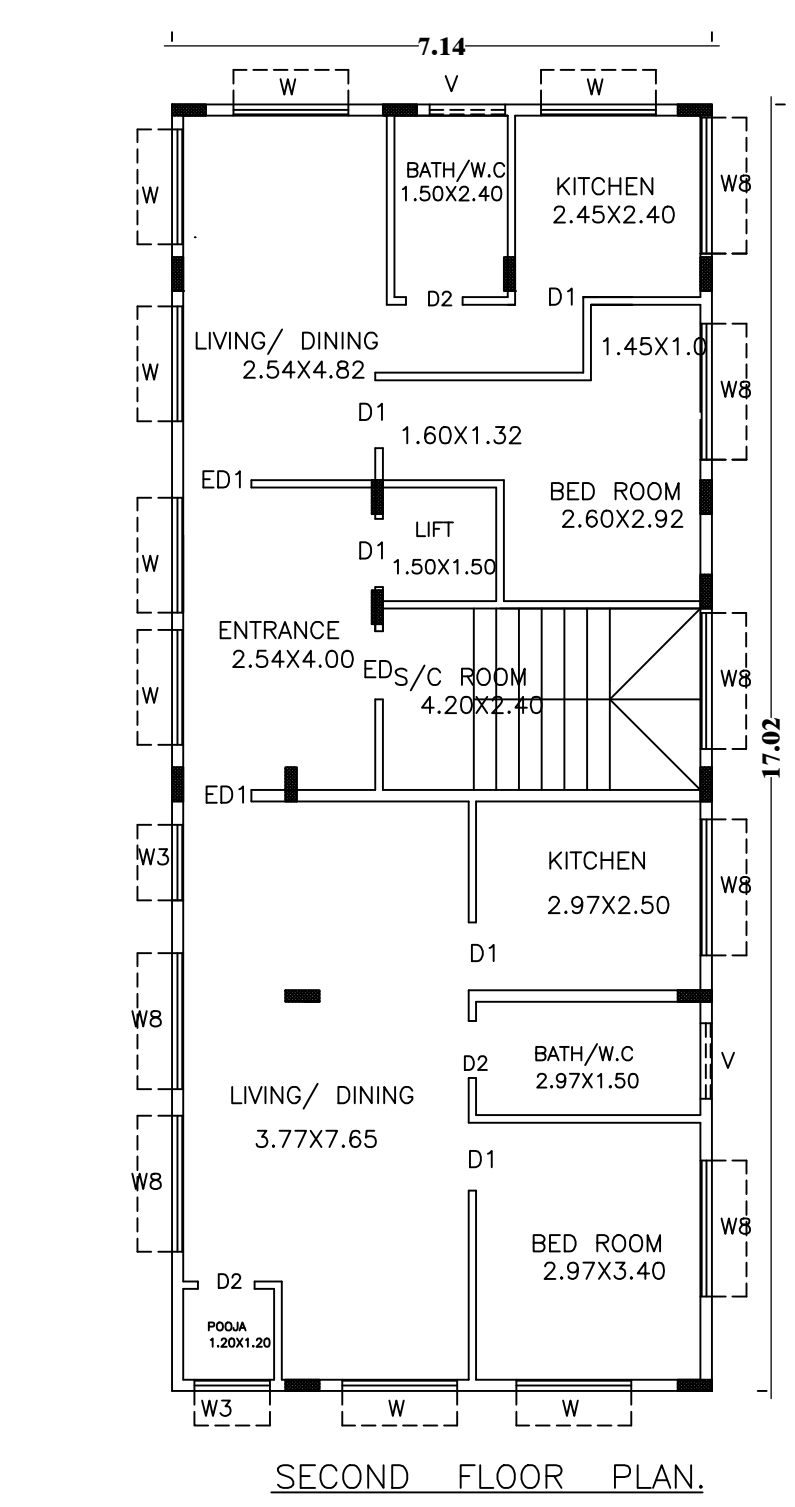 7.14
W
V
W
W
BATH/W.C
1.50X2.40
KITCHEN
2.45X2.40
W8
D2
D1
LIVING/ DINING
2.54X4.82
1.45X1.0
W
W8
D1
1.60X1.32
ED1
BED ROOM
2.60X2.92
LIFT
1.50X1.50
D1
W
ENTRANCE
2.54X4.00
ED
S/C ROOM
4.20X2.40
W
W8
17.02
ED1
W3
KITCHEN
2.97X2.50
W8
D1
W8
BATH/W.C
2.97X1.50
D2
V
LIVING/ DINING
3.77X7.65
D1
W8
W8
BED ROOM
2.97X3.40
D2
POOJA
1.20X1.20
W3
W
W
SECOND FLOOR PLAN.